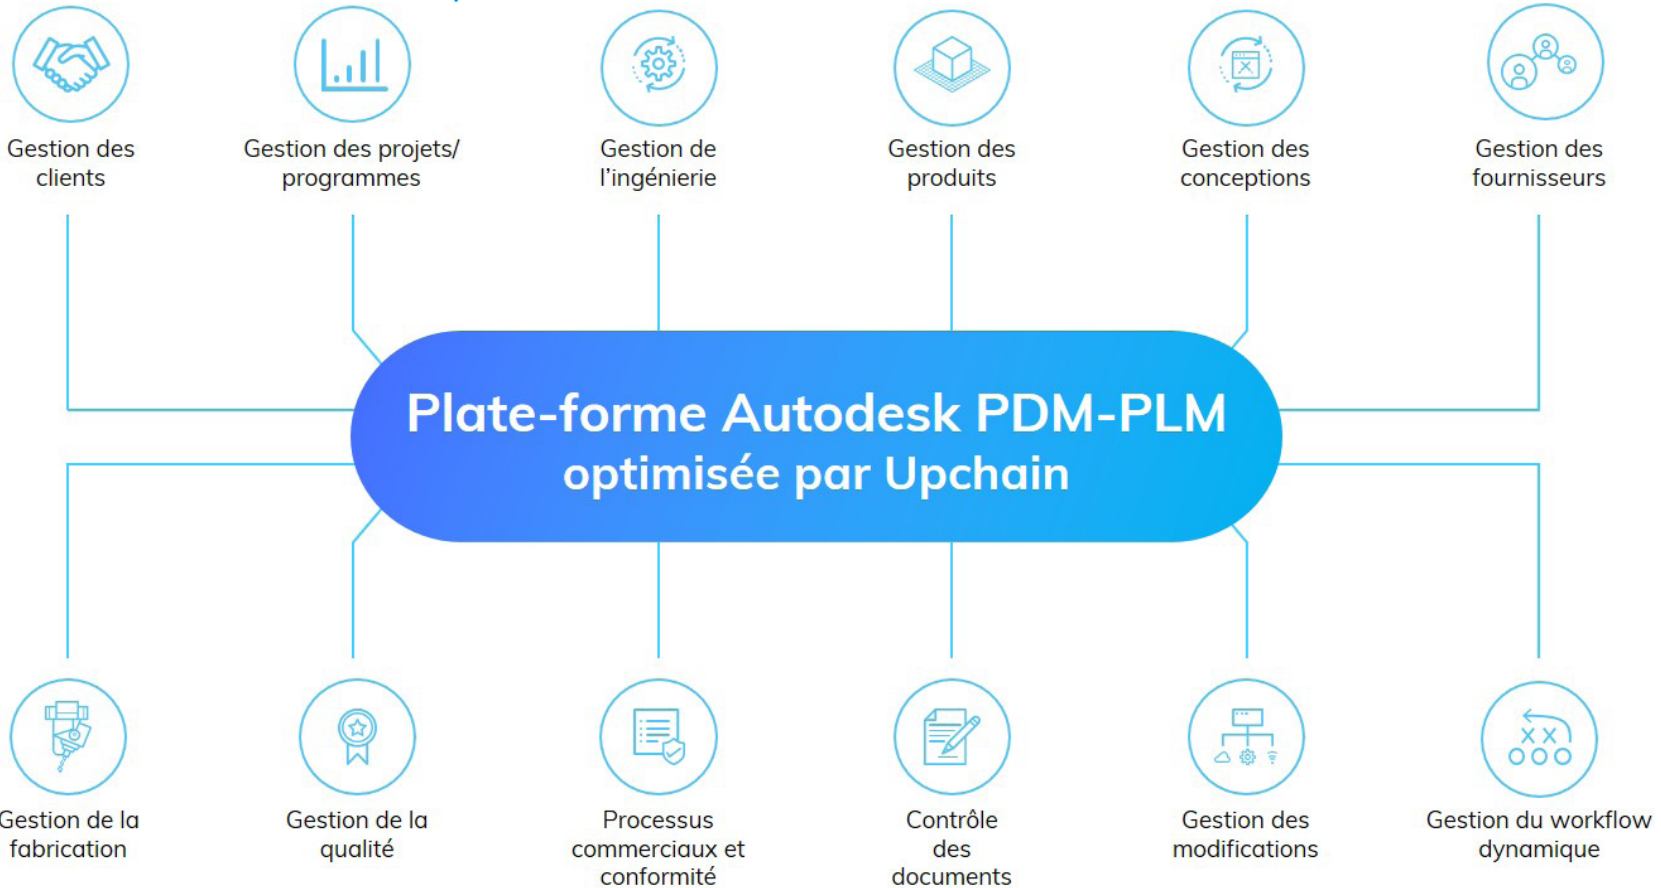 Gestion des
clients
Gestion des projets/
programmes
Gestion de
l'ingénierie
Gestion des
produits
Gestion des
conceptions
Gestion des
fournisseurs
Plate-forme Autodesk PDM-PLM
optimisée par Upchain
Gestion de la
fabrication
Gestion de la
qualité
Processus
commerciaux et
conformité
Contrôle
des
documents
Gestion des
modifications
Gestion du workflow
dynamique